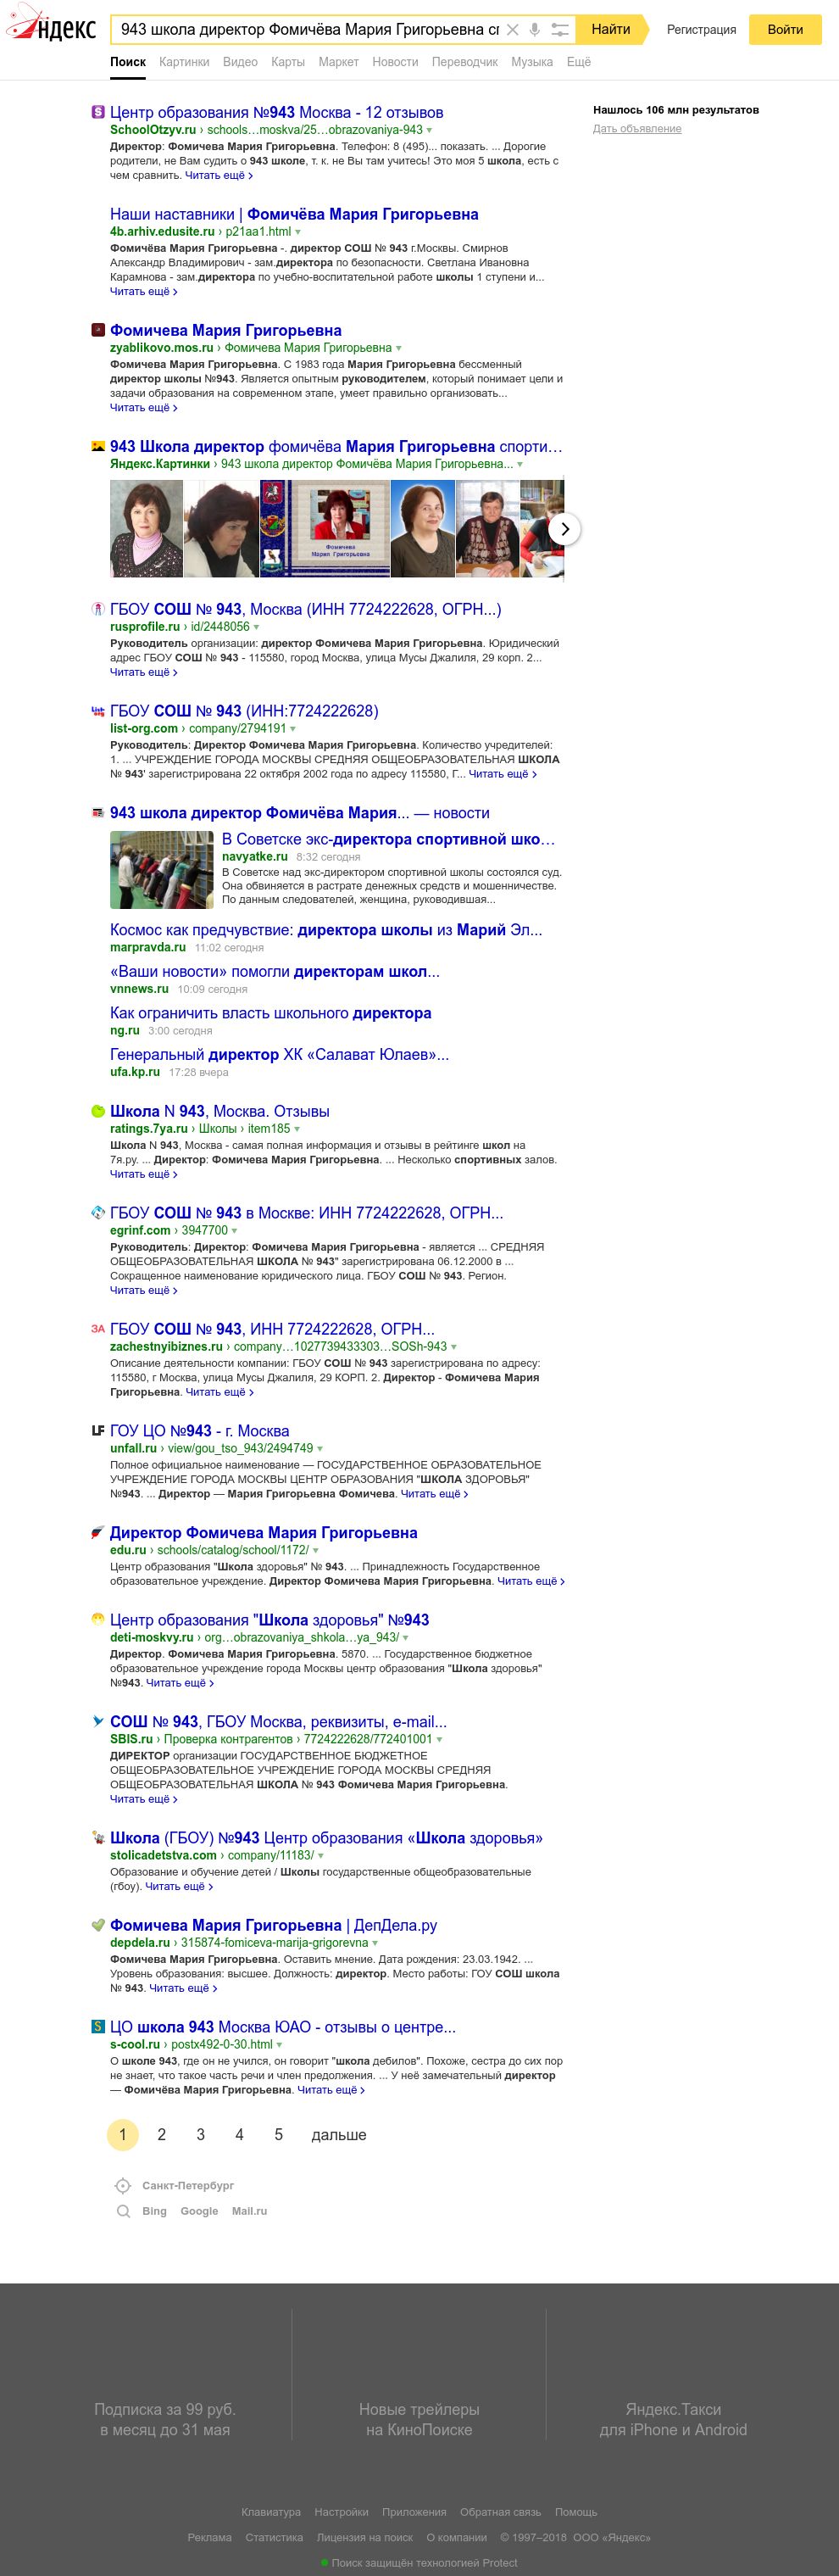 Яндекс
943 школа директор Фомичёва Мария Григорьевна сп
Найти
Регистрация
Войти
Поиск Картинки Видео Карты Маркет Новости Переводчик Музыка Ещё
Нашлось 106 млн результатов
Дать объявление
Центр образования №943 Москва - 12 отзывов
SchoolOtzyv.ru › schools…moskva/25…obrazovaniya-943
Директор: Фомичева Мария Григорьевна. Телефон: 8 (495)... показать. ... Дорогие
родители, не Вам судить о 943 школе, т. к. не Вы там учитесь! Это моя 5 школа, есть с
чем сравнить. Читать ещё
Наши наставники | Фомичёва Мария Григорьевна
4b.arhiv.edusite.ru › p21aa1.html
Фомичёва Мария Григорьевна -. директор СОШ № 943 г.Москвы. Смирнов
Александр Владимирович - зам.директора по безопасности. Светлана Ивановна
Карамнова - зам.директора по учебно-воспитательной работе школы 1 ступени и...
Читать ещё
Фомичева Мария Григорьевна
zyablikovo.mos.ru › Фомичева Мария Григорьевна
Фомичева Мария Григорьевна. С 1983 года Мария Григорьевна бессменный
директор школы №943. Является опытным руководителем, который понимает цели и
задачи образования на современном этапе, умеет правильно организовать...
Читать ещё
943 Школа директор фомичёва Мария Григорьевна спорти…
Яндекс.Картинки › 943 школа директор Фомичёва Мария Григорьевна...
Фомичева
Мария Григорьевна
ГБОУ СОШ № 943, Москва (ИНН 7724222628, ОГРН...)
rusprofile.ru › id/2448056
Руководитель организации: директор Фомичева Мария Григорьевна. Юридический
адрес ГБОУ СОШ № 943 - 115580, город Москва, улица Мусы Джалиля, 29 корп. 2...
Читать ещё
ГБОУ СОШ № 943 (ИНН:7724222628)
list-org.com › company/2794191
Руководитель: Директор Фомичева Мария Григорьевна. Количество учредителей:
1. ... УЧРЕЖДЕНИЕ ГОРОДА МОСКВЫ СРЕДНЯЯ ОБЩЕОБРАЗОВАТЕЛЬНАЯ ШКОЛА
№ 943' зарегистрирована 22 октября 2002 года по адресу 115580, Г... Читать ещё
943 школа директор Фомичёва Мария... — новости
В Советске экс-директора спортивной шко…
navyatke.ru 8:32 сегодня
В Советске над экс-директором спортивной школы состоялся суд.
Она обвиняется в растрате денежных средств и мошенничестве.
По данным следователей, женщина, руководившая...
Космос как предчувствие: директора школы из Марий Эл...
marpravda.ru 11:02 сегодня
«Ваши новости» помогли директорам школ...
vnnews.ru 10:09 сегодня
Как ограничить власть школьного директора
ng.ru 3:00 сегодня
Генеральный директор ХК «Салават Юлаев»...
ufa.kp.ru 17:28 вчера
Школа N 943, Москва. Отзывы
ratings.7ya.ru › Школы › item185
Школа N 943, Москва - самая полная информация и отзывы в рейтинге школ на
7я.ру. ... Директор: Фомичева Мария Григорьевна. ... Несколько спортивных залов.
Читать ещё
ГБОУ СОШ № 943 в Москве: ИНН 7724222628, ОГРН...
egrinf.com › 3947700
Руководитель: Директор: Фомичева Мария Григорьевна - является ... СРЕДНЯЯ
ОБЩЕОБРАЗОВАТЕЛЬНАЯ ШКОЛА № 943" зарегистрирована 06.12.2000 в ...
Сокращенное наименование юридического лица. ГБОУ СОШ № 943. Регион.
Читать ещё
ЗА ГБОУ СОШ № 943, ИНН 7724222628, ОГРН...
zachestnyibiznes.ru › company…1027739433303…SOSh-943
Описание деятельности компании: ГБОУ СОШ № 943 зарегистрирована по адресу:
115580, г Москва, улица Мусы Джалиля, 29 КОРП. 2. Директор - Фомичева Мария
Григорьевна. Читать ещё
ГОУ ЦО №943 - г. Москва
unfall.ru › view/gou_tso_943/2494749
Полное официальное наименование — ГОСУДАРСТВЕННОЕ ОБРАЗОВАТЕЛЬНОЕ
УЧРЕЖДЕНИЕ ГОРОДА МОСКВЫ ЦЕНТР ОБРАЗОВАНИЯ "ШКОЛА ЗДОРОВЬЯ"
№943. ... Директор — Мария Григорьевна Фомичева. Читать ещё
Директор Фомичева Мария Григорьевна
edu.ru › schools/catalog/school/1172/
Центр образования "Школа здоровья" № 943. ... Принадлежность Государственное
образовательное учреждение. Директор Фомичева Мария Григорьевна. Читать ещё
Центр образования "Школа здоровья" №943
deti-moskvy.ru › org…obrazovaniya_shkola…ya_943/
Директор. Фомичева Мария Григорьевна. 5870. ... Государственное бюджетное
образовательное учреждение города Москвы центр образования "Школа здоровья"
№943. Читать ещё
СОШ № 943, ГБОУ Москва, реквизиты, e-mail...
SBIS.ru › Проверка контрагентов › 7724222628/772401001
ДИРЕКТОР организации ГОСУДАРСТВЕННОЕ БЮДЖЕТНОЕ
ОБЩЕОБРАЗОВАТЕЛЬНОЕ УЧРЕЖДЕНИЕ ГОРОДА МОСКВЫ СРЕДНЯЯ
ОБЩЕОБРАЗОВАТЕЛЬНАЯ ШКОЛА № 943 Фомичева Мария Григорьевна.
Читать ещё
Школа (ГБОУ) №943 Центр образования «Школа здоровья»
stolicadetstva.com › company/11183/
Образование и обучение детей / Школы государственные общеобразовательные
(гбоу). Читать ещё
Фомичева Мария Григорьевна | ДепДела.ру
depdela.ru › 315874-fomiceva-marija-grigorevna
Фомичева Мария Григорьевна. Оставить мнение. Дата рождения: 23.03.1942. ...
Уровень образования: высшее. Должность: директор. Место работы: ГОУ СОШ школа
№ 943. Читать ещё
ЦО школа 943 Москва ЮАО - отзывы о центре...
s-cool.ru › postx492-0-30.html
О школе 943, где он не учился, он говорит "школа дебилов". Похоже, сестра до сих пор
не знает, что такое часть речи и член предложения. ... У неё замечательный директор
— Фомичёва Мария Григорьевна. Читать ещё
1 2 3 4 5 дальше
Санкт-Петербург
Bing Google Mail.ru
Подписка за 99 руб.
в месяц до 31 мая
Новые трейлеры
на КиноПоиске
Яндекс.Такси
для iPhone и Android
Клавиатура Настройки Приложения Обратная связь Помощь
Реклама Статистика Лицензия на поиск О компании © 1997–2018 ООО «Яндекс»
Поиск защищён технологией Protect